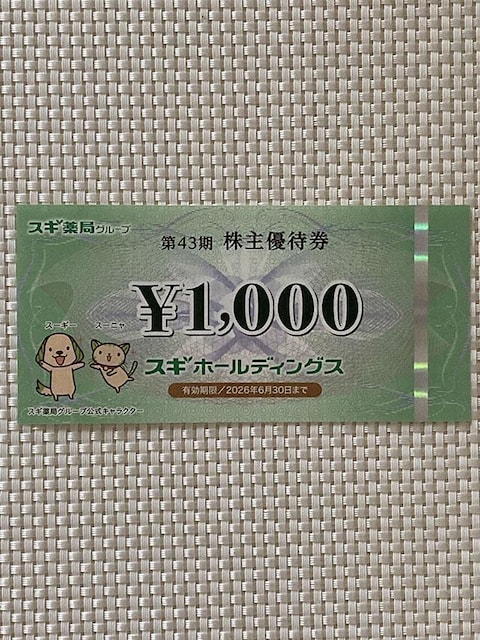 スギ薬局グループ
第43期 株主優待券
¥1,000
スーギー スーニャ
スギホールディングス
有効期限/2026年6月30日まで
スギ薬局グループ公式キャラクター